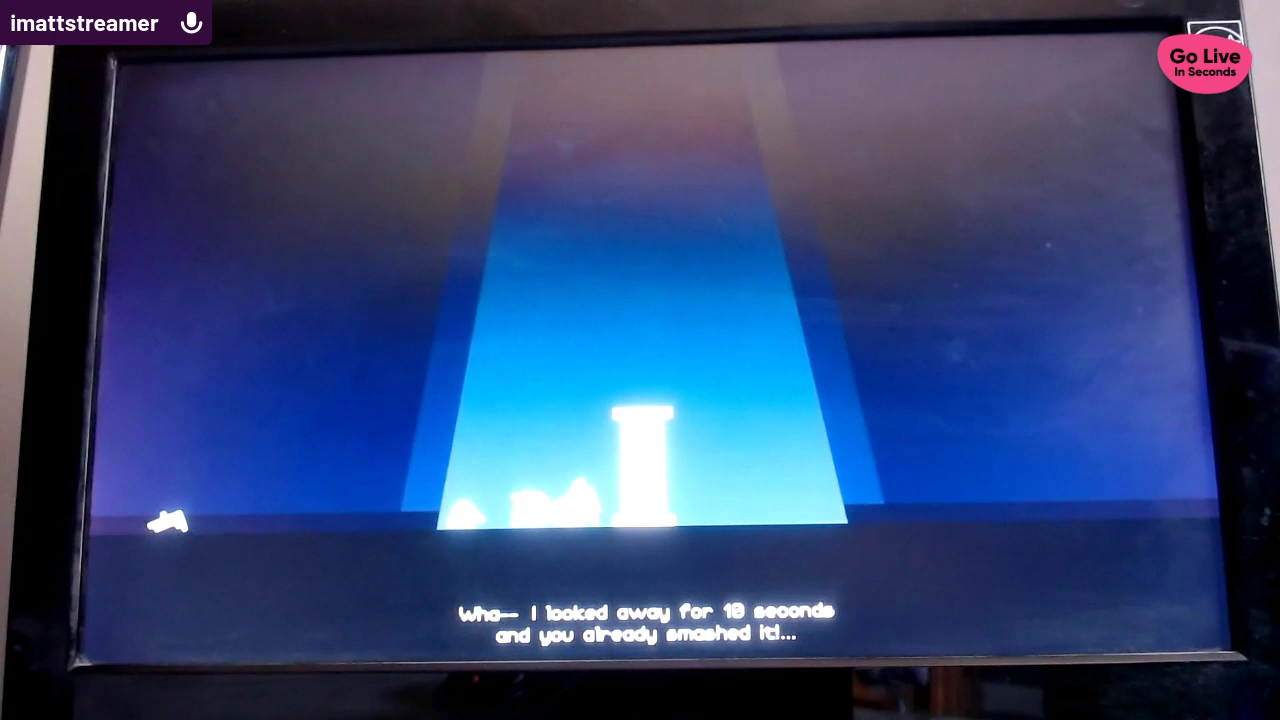 imattstreamer
Go Live
In Seconds
Wha-- I looked away for 10 seconds
and you already smashed it!...